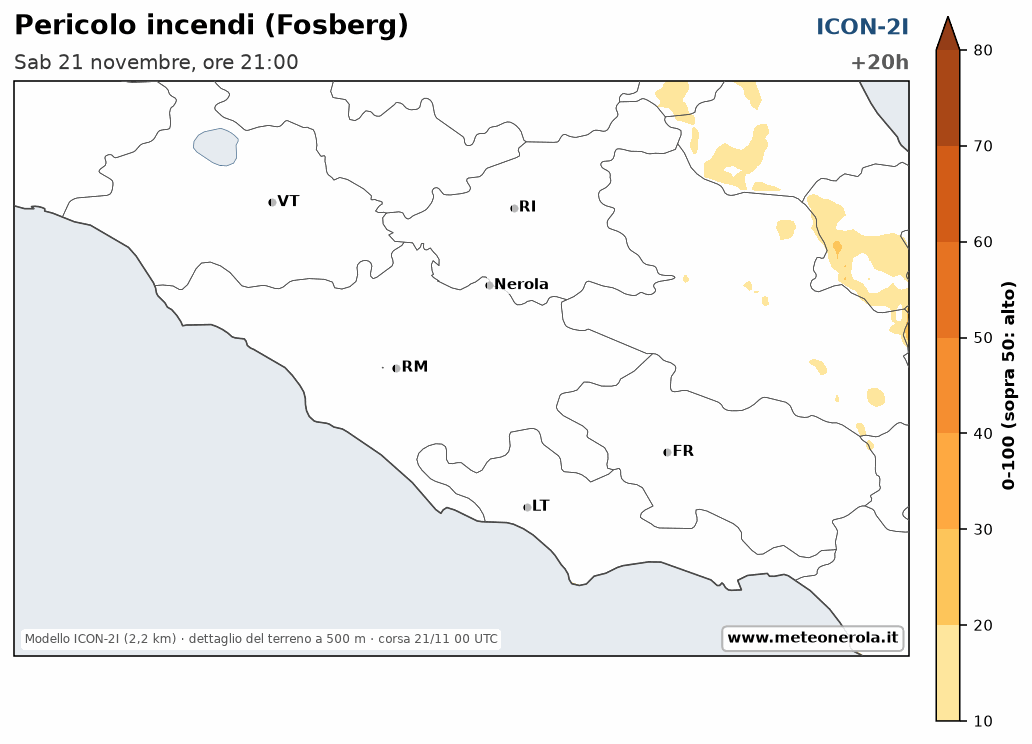 Pericolo incendi (Fosberg)
ICON-2I
Sab 21 novembre, ore 21:00
+20h
VT
RI
Nerola
RM
FR
LT
Modello ICON-2I (2,2 km) · dettaglio del terreno a 500 m · corsa 21/11 00 UTC
www.meteonerola.it
80
70
60
50
40
30
20
10
0-100 (sopra 50: alto)